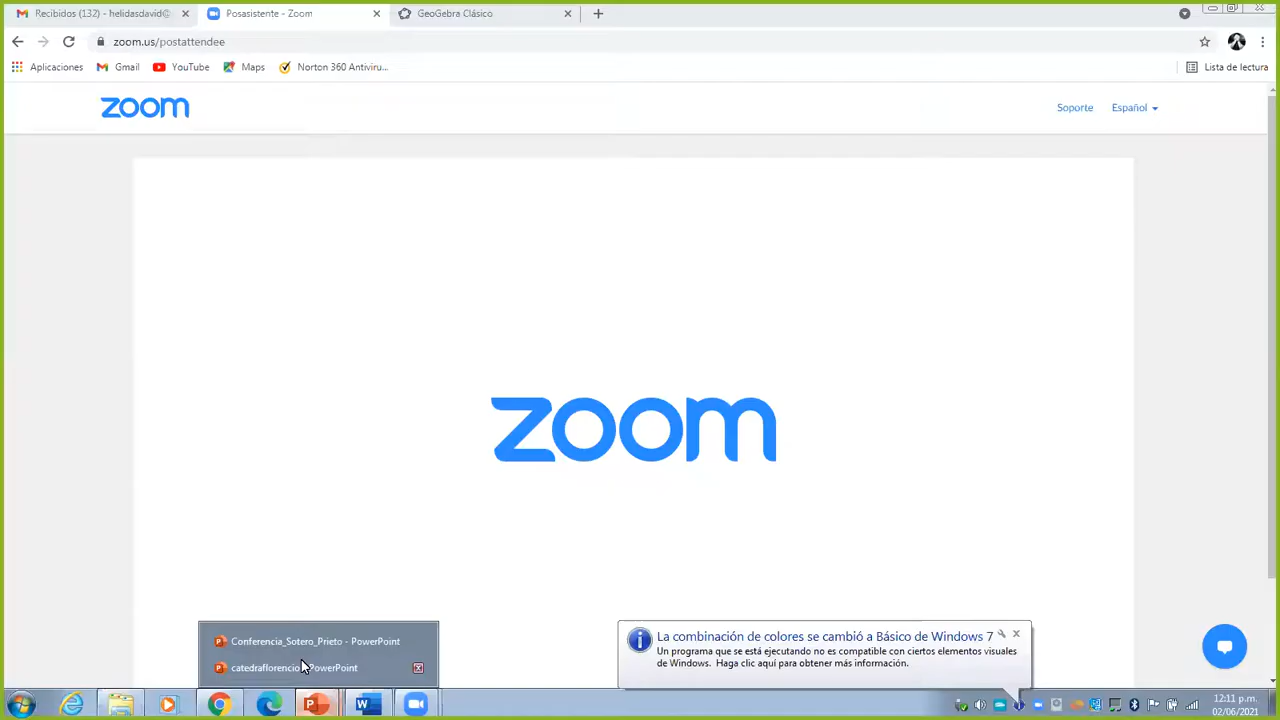 Recibidos (132) - helidasdavid@
Posasistente - Zoom
GeoGebra Clásico
zoom.us/postattendee
Aplicaciones
Gmail
YouTube
Maps
Norton 360 Antiviru...
Lista de lectura
zoom
Soporte
Español
zoom
Conferencia_Sotero_Prieto - PowerPoint
catedraflorencio PowerPoint
La combinación de colores se cambió a Básico de Windows 7
Un programa que se está ejecutando no es compatible con ciertos elementos visuales
de Windows. Haga clic aquí para obtener más información.
12:11 p.m.
02/06/2021